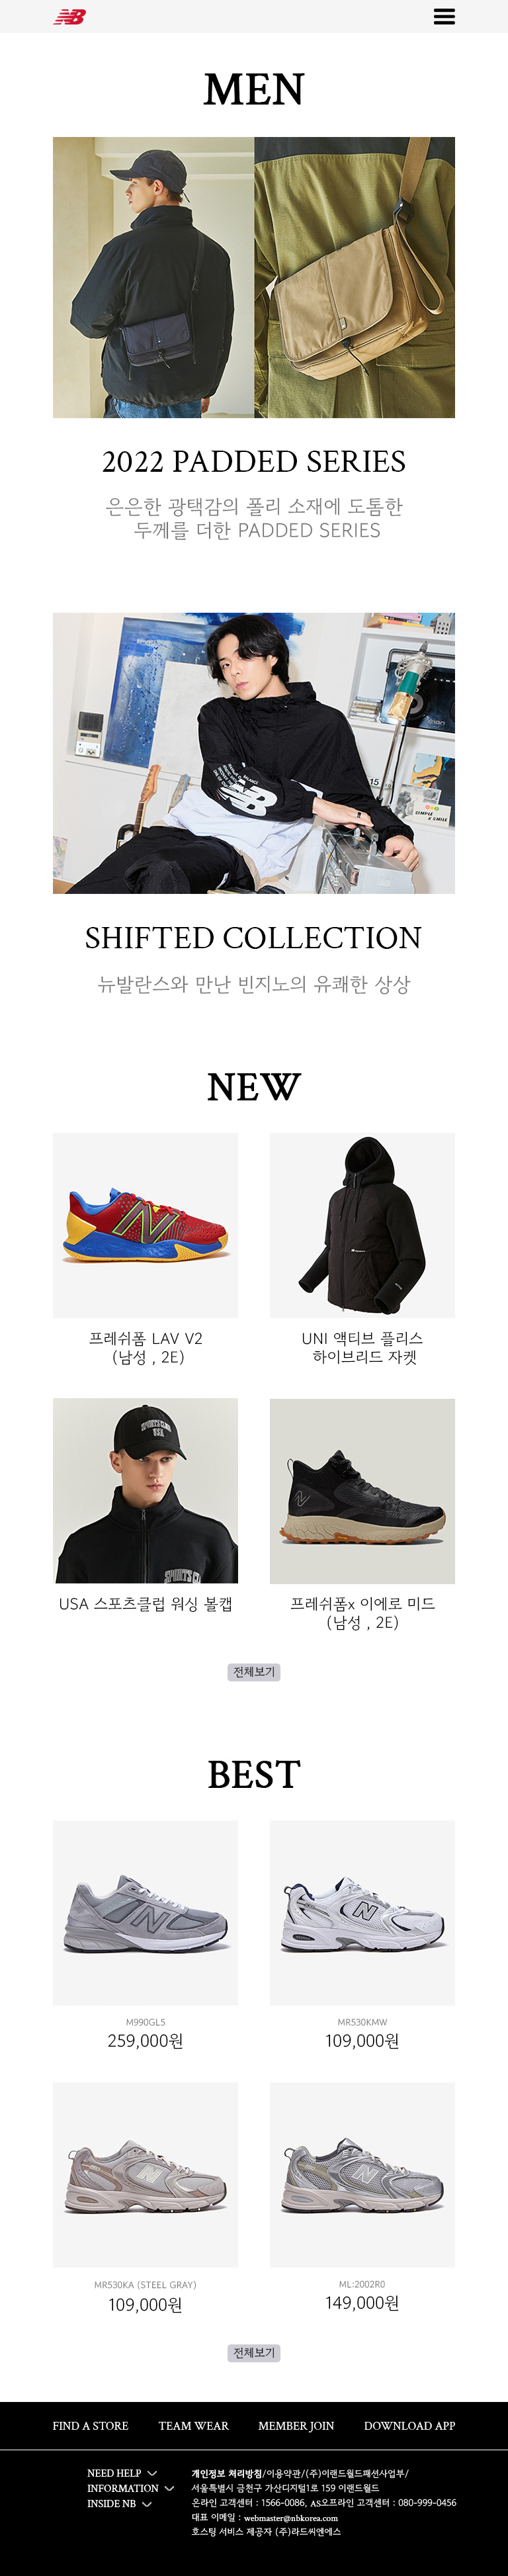 MEN
2022 PADDED SERIES
은은한 광택감의 폴리 소재에 도톰한
두께를 더한 PADDED SERIES
SHIFTED COLLECTION
뉴발란스와 만난 빈지노의 유쾌한 상상
NEW
프레쉬폼 LAV V2
(남성 , 2E)
UNI 액티브 플리스
하이브리드 자켓
SPORTS CLUB
USA
USA 스포츠클럽 워싱 볼캡
프레쉬폼x 이에로 미드
(남성 , 2E)
전체보기
BEST
M990GL5
259,000원
MR530KMW
109,000원
MR530KA (STEEL GRAY)
109,000원
ML:2002R0
149,000원
전체보기
FIND A STORE TEAM WEAR MEMBER JOIN DOWNLOAD APP
NEED HELP
INFORMATION
INSIDE NB
개인정보 처리방침/이용약관/(주)이랜드월드패션사업부/
서울특별시 금천구 가산디지털1로 159 이랜드월드
온라인 고객센터 : 1566-0086, AS오프라인 고객센터 : 080-999-0456
대표 이메일 : webmaster@nbkorea.com
호스팅 서비스 제공자 (주)라드씨엔에스